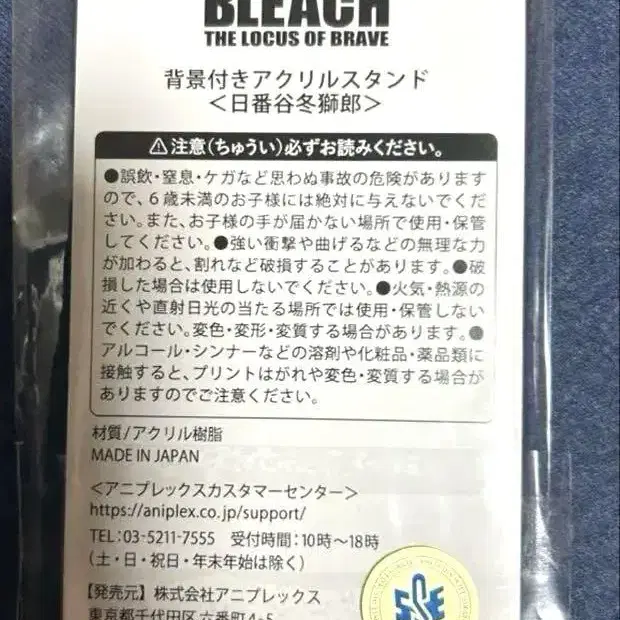 BLEACH
THE LOCUS OF BRAVE
背景付きアクリルスタンド
＜日番谷冬獅郎＞
⚠注意(ちゅうい)必ずお読みください。
●誤飲・窒息・ケガなど思わぬ事故の危険があります
ので、６歳未満のお子様には絶対に与えないでくだ
さい。また、お子様の手が届かない場所で使用・保管
してください。●強い衝撃や曲げるなどの無理な力
が加わると、割れなど破損することがあります。●破
損した場合は使用しないでください。●火気・熱源の
近くや直射日光の当たる場所では使用・保管しない
でください。変色・変形・変質する場合があります。●
アルコール・シンナーなどの溶剤や化粧品・薬品類に
接触すると、プリントはがれや変色・変質する場合が
ありますのでご注意ください。
材質/アクリル樹脂
MADE IN JAPAN
＜アニプレックスカスタマーセンター＞
https://aniplex.co.jp/support/
TEL:03-5211-7555 受付時間:10時〜18時
(土・日・祝日・年末年始は除く)
【発売元】株式会社アニプレックス
東京都千代田区六番町4-5